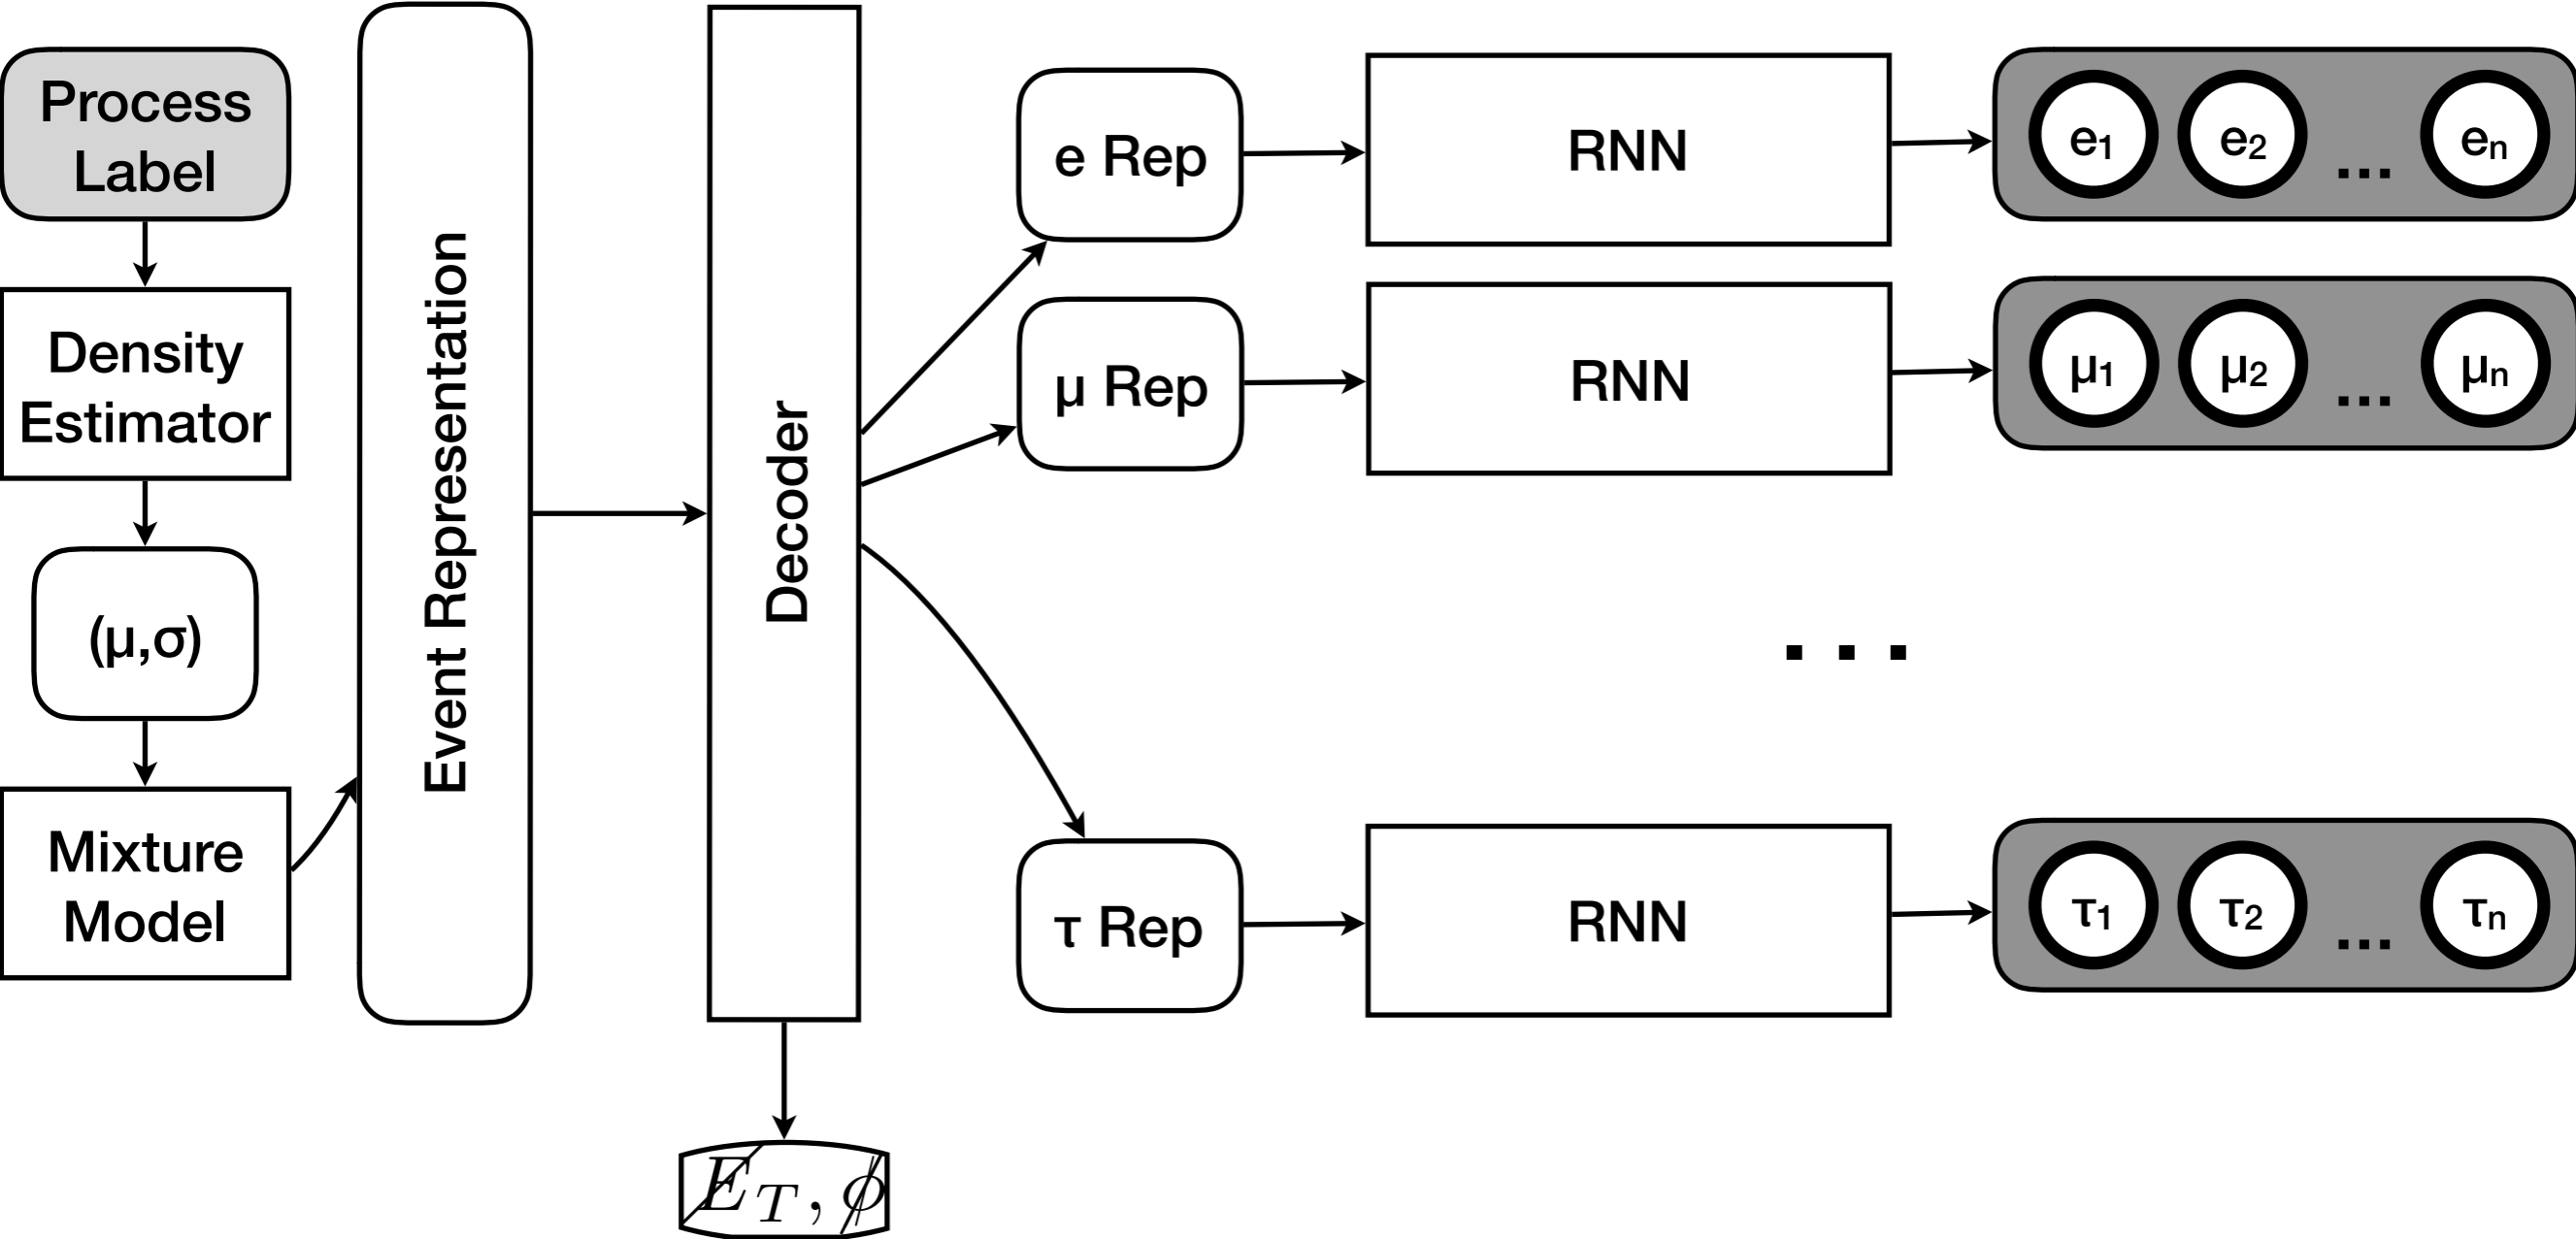 Process
Label
Density
Estimator
(μ,σ)
Mixture
Model
Event Representation
Decoder
E̸_T, ϕ̸
e Rep
RNN
e₁ e₂ ... eₙ
μ Rep
RNN
μ₁ μ₂ ... μₙ
...
τ Rep
RNN
τ₁ τ₂ ... τₙ